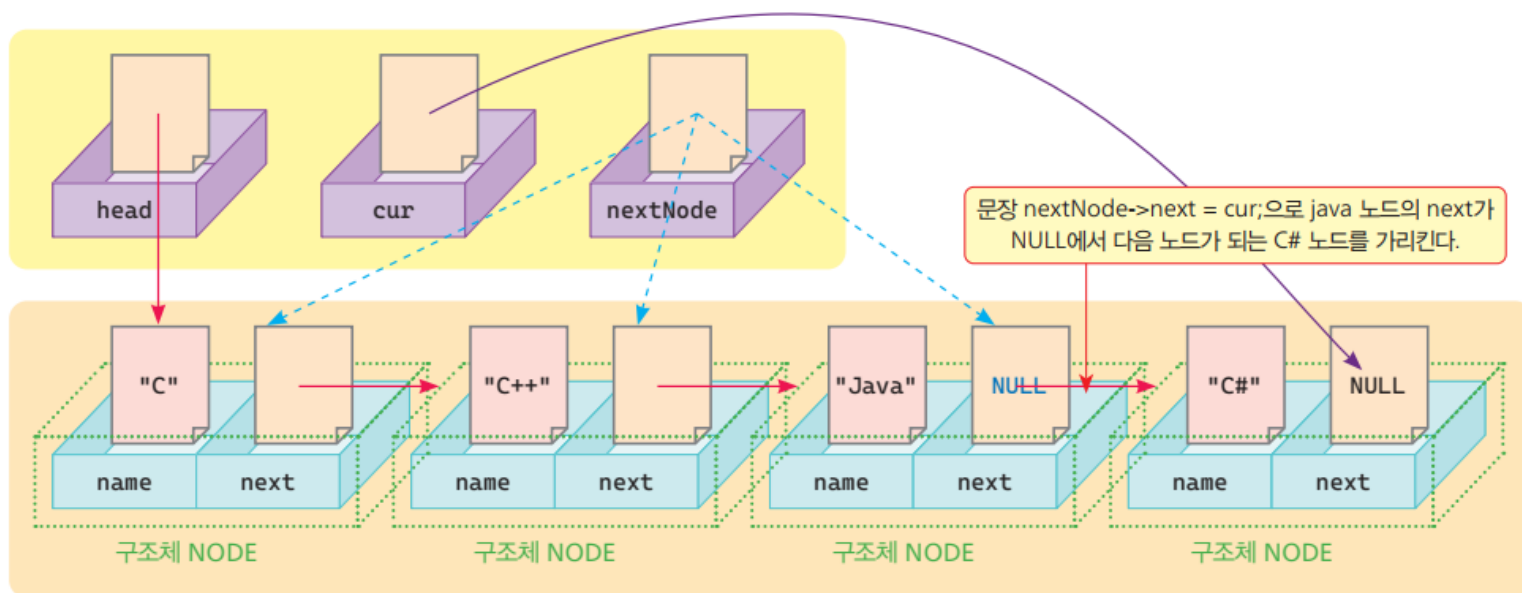 head
cur
nextNode
문장 nextNode->next = cur;으로 java 노드의 next가
NULL에서 다음 노드가 되는 C# 노드를 가리킨다.
"C"
"C++"
"Java"
NULL
"C#"
NULL
name
next
name
next
name
next
name
next
구조체 NODE
구조체 NODE
구조체 NODE
구조체 NODE